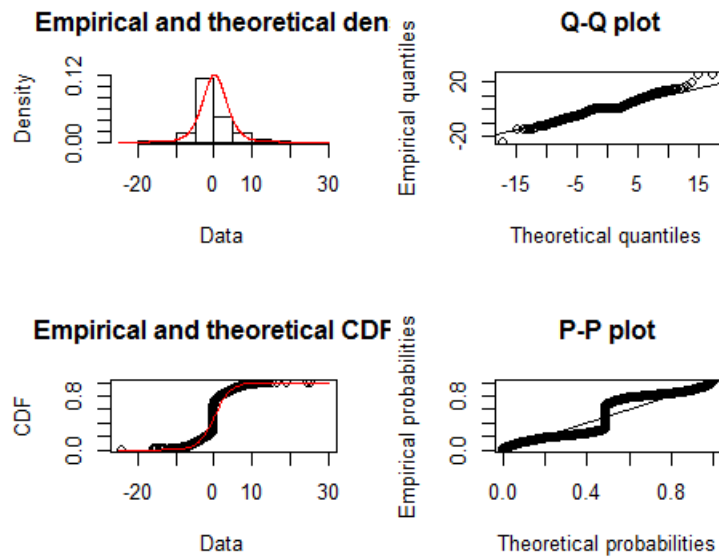 Empirical and theoretical den
Density
0.00
0.12
-20
0
10
30
Data
Q-Q plot
Empirical quantiles
-20
20
-15
-5
5
15
Theoretical quantiles
Empirical and theoretical CDF
CDF
0.0
0.8
-20
0
10
30
Data
P-P plot
Empirical probabilities
0.0
0.8
0.0
0.4
0.8
Theoretical probabilities